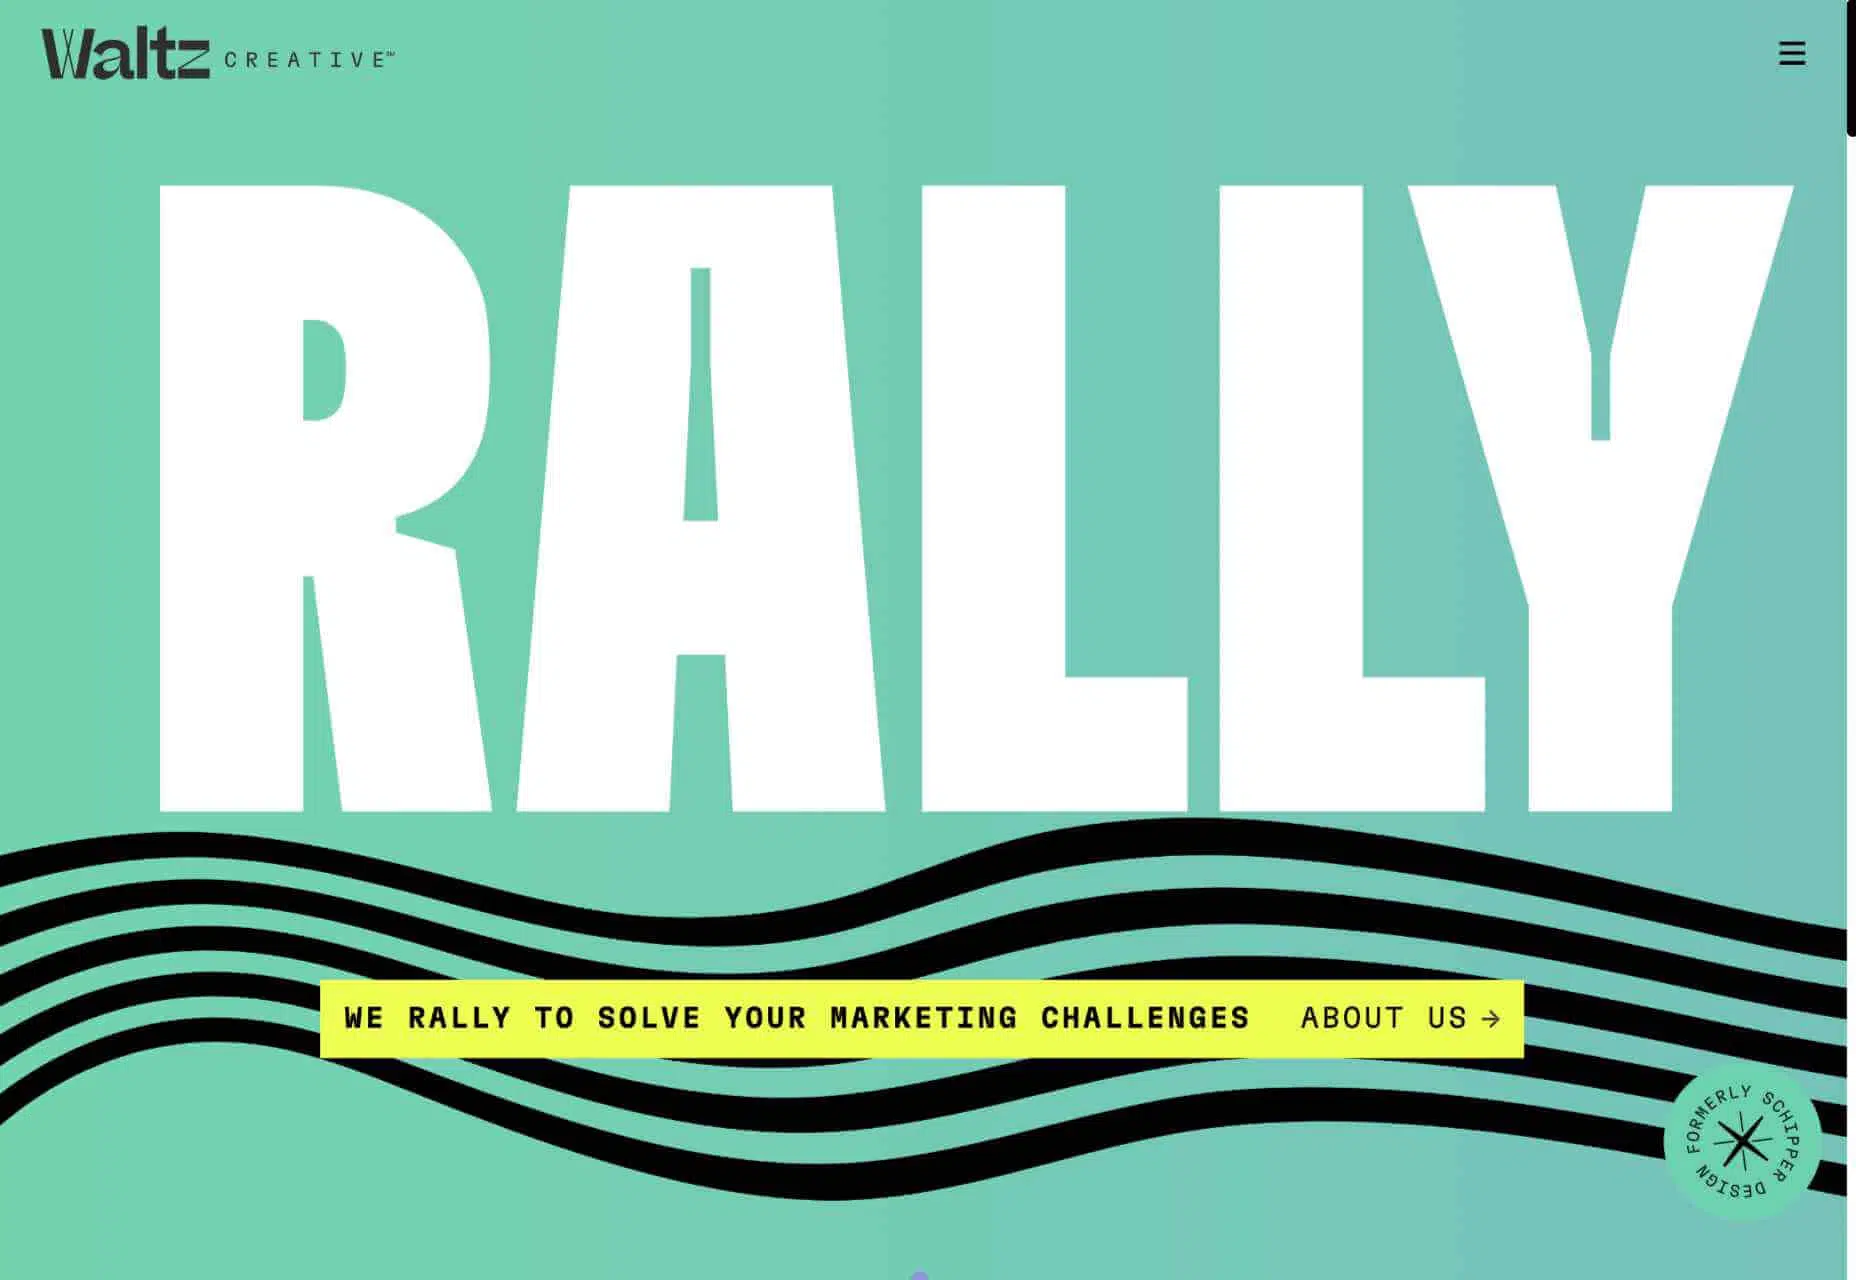 Waltz CREATIVE™
RALLY
WE RALLY TO SOLVE YOUR MARKETING CHALLENGES ABOUT US →
FORMERLY SCHIPPER DESIGN